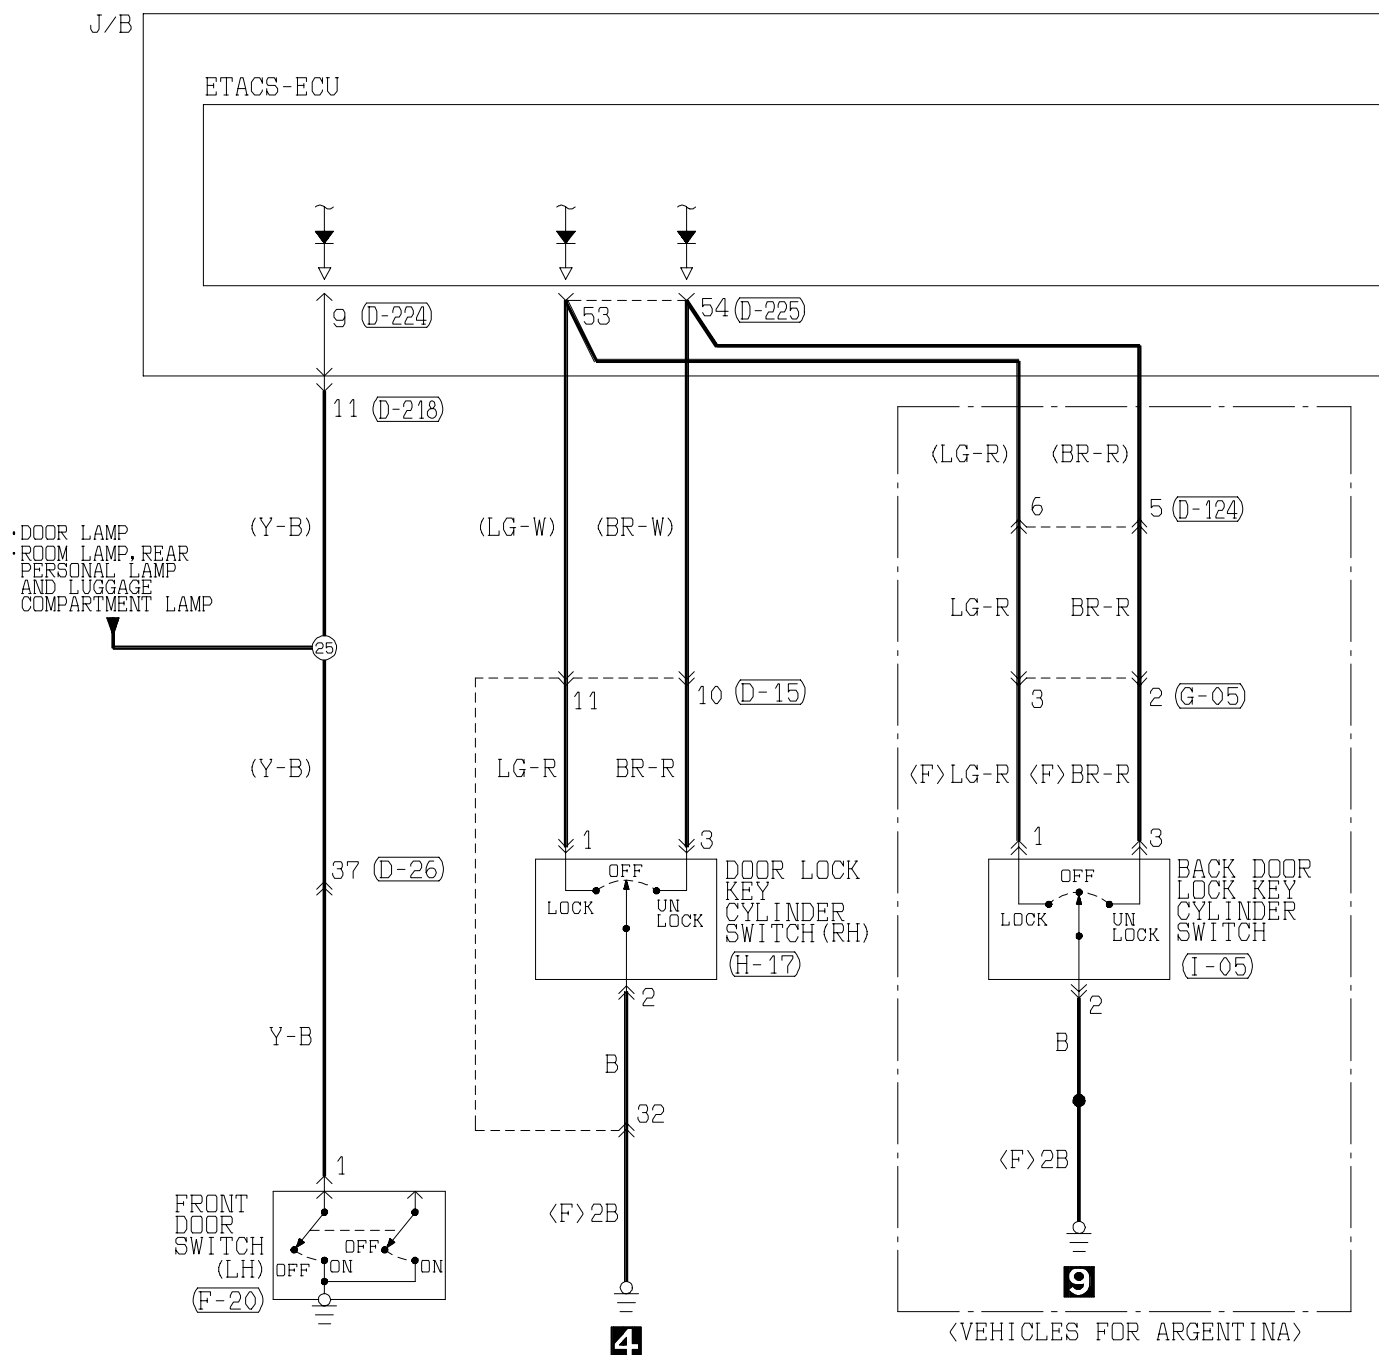 J/B
ETACS-ECU
9 (D-224)
53
54 (D-225)
11 (D-218)
(LG-R)
(BR-R)
6
5 (D-124)
(Y-B)
(LG-W)
(BR-W)
·DOOR LAMP
·ROOM LAMP,REAR
PERSONAL LAMP
AND LUGGAGE
COMPARTMENT LAMP
LG-R
BR-R
25
11
10 (D-15)
3
2 (G-05)
(Y-B)
LG-R
BR-R
<F>LG-R
<F>BR-R
37 (D-26)
1
3
OFF
LOCK
UN
LOCK
DOOR LOCK
KEY
CYLINDER
SWITCH(RH)
(H-17)
1
3
OFF
LOCK
UN
LOCK
BACK DOOR
LOCK KEY
CYLINDER
SWITCH
(I-05)
2
2
Y-B
B
B
32
<F>2B
<F>2B
1
FRONT
DOOR
SWITCH
(LH)
(F-20)
OFF
ON
OFF
ON
4
9
<VEHICLES FOR ARGENTINA>